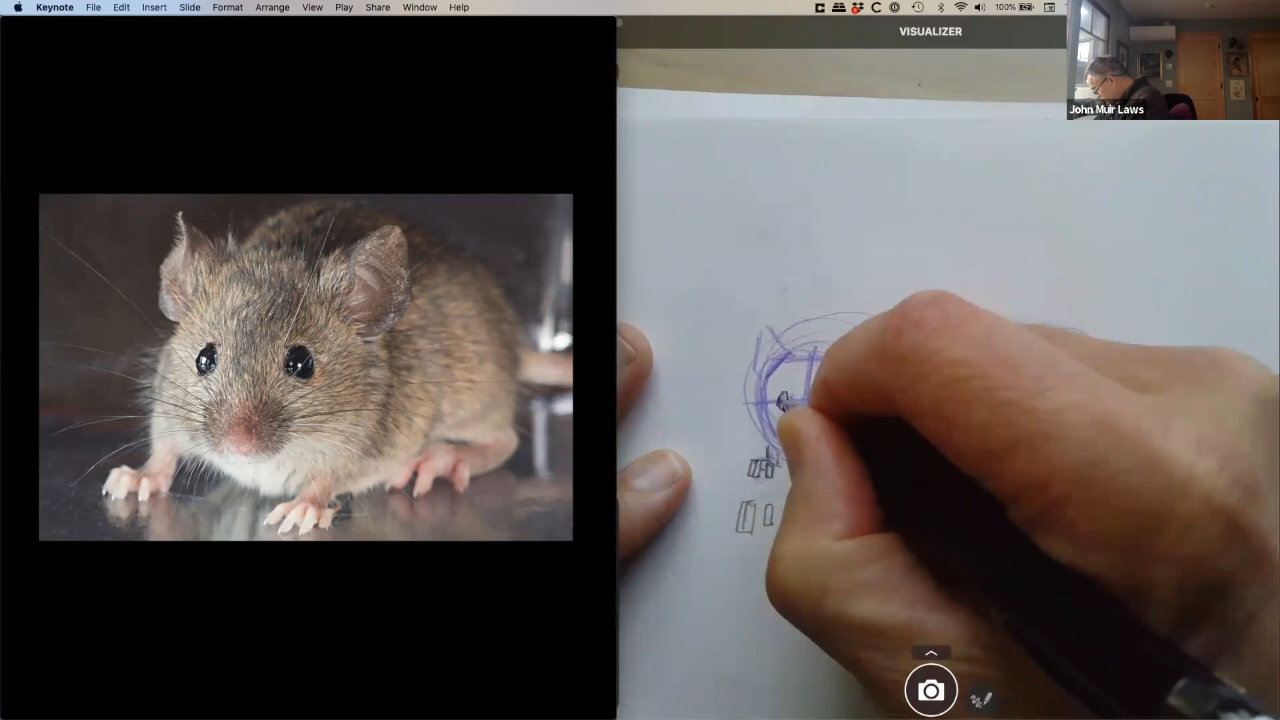 Keynote File Edit Insert Slide Format Arrange View Play Share Window Help 100%
VISUALIZER
John Muir Laws